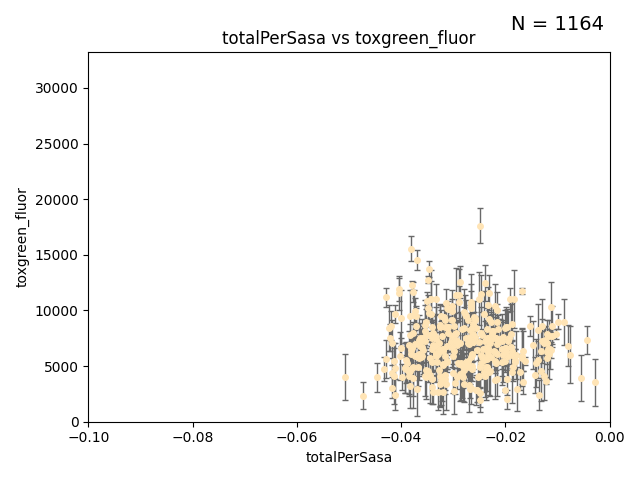 N = 1164
totalPerSasa vs toxgreen_fluor
30000
25000
20000
15000
10000
5000
0
toxgreen_fluor
−0.10 −0.08 −0.06 −0.04 −0.02 0.00
totalPerSasa